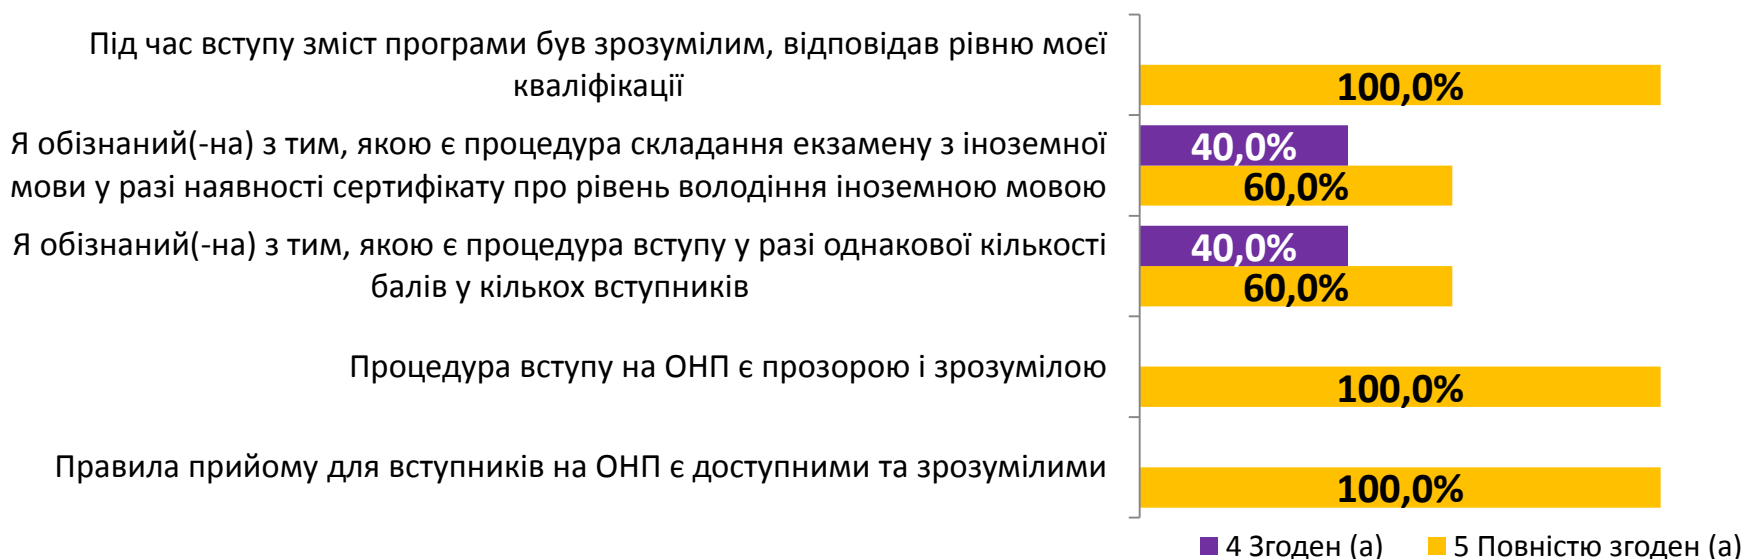 Під час вступу зміст програми був зрозумілим, відповідав рівню моєї
кваліфікації
100,0%
Я обізнаний(-на) з тим, якою є процедура складання екзамену з іноземної
мови у разі наявності сертифікату про рівень володіння іноземною мовою
40,0%
60,0%
Я обізнаний(-на) з тим, якою є процедура вступу у разі однакової кількості
балів у кількох вступників
40,0%
60,0%
Процедура вступу на ОНП є прозорою і зрозумілою
100,0%
Правила прийому для вступників на ОНП є доступними та зрозумілими
100,0%
4 Згоден (а) 5 Повністю згоден (а)